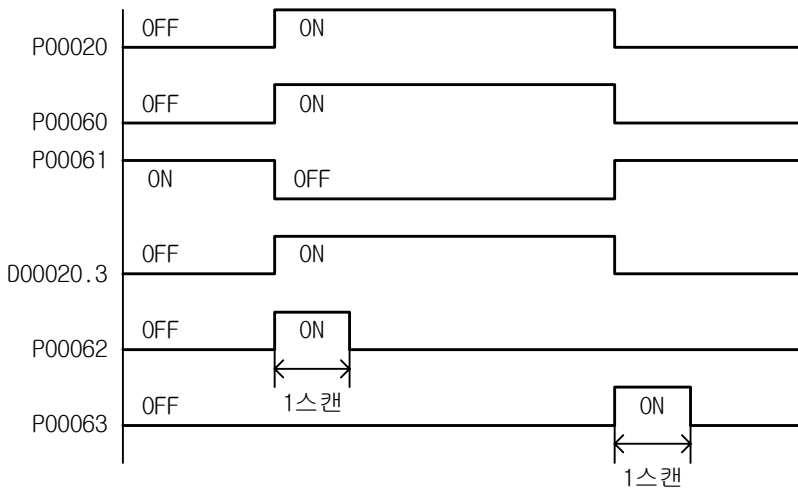 P00020 OFF ON
P00060 OFF ON
P00061 ON OFF
D00020.3 OFF ON
P00062 OFF ON
1스캔
P00063 OFF ON
1스캔